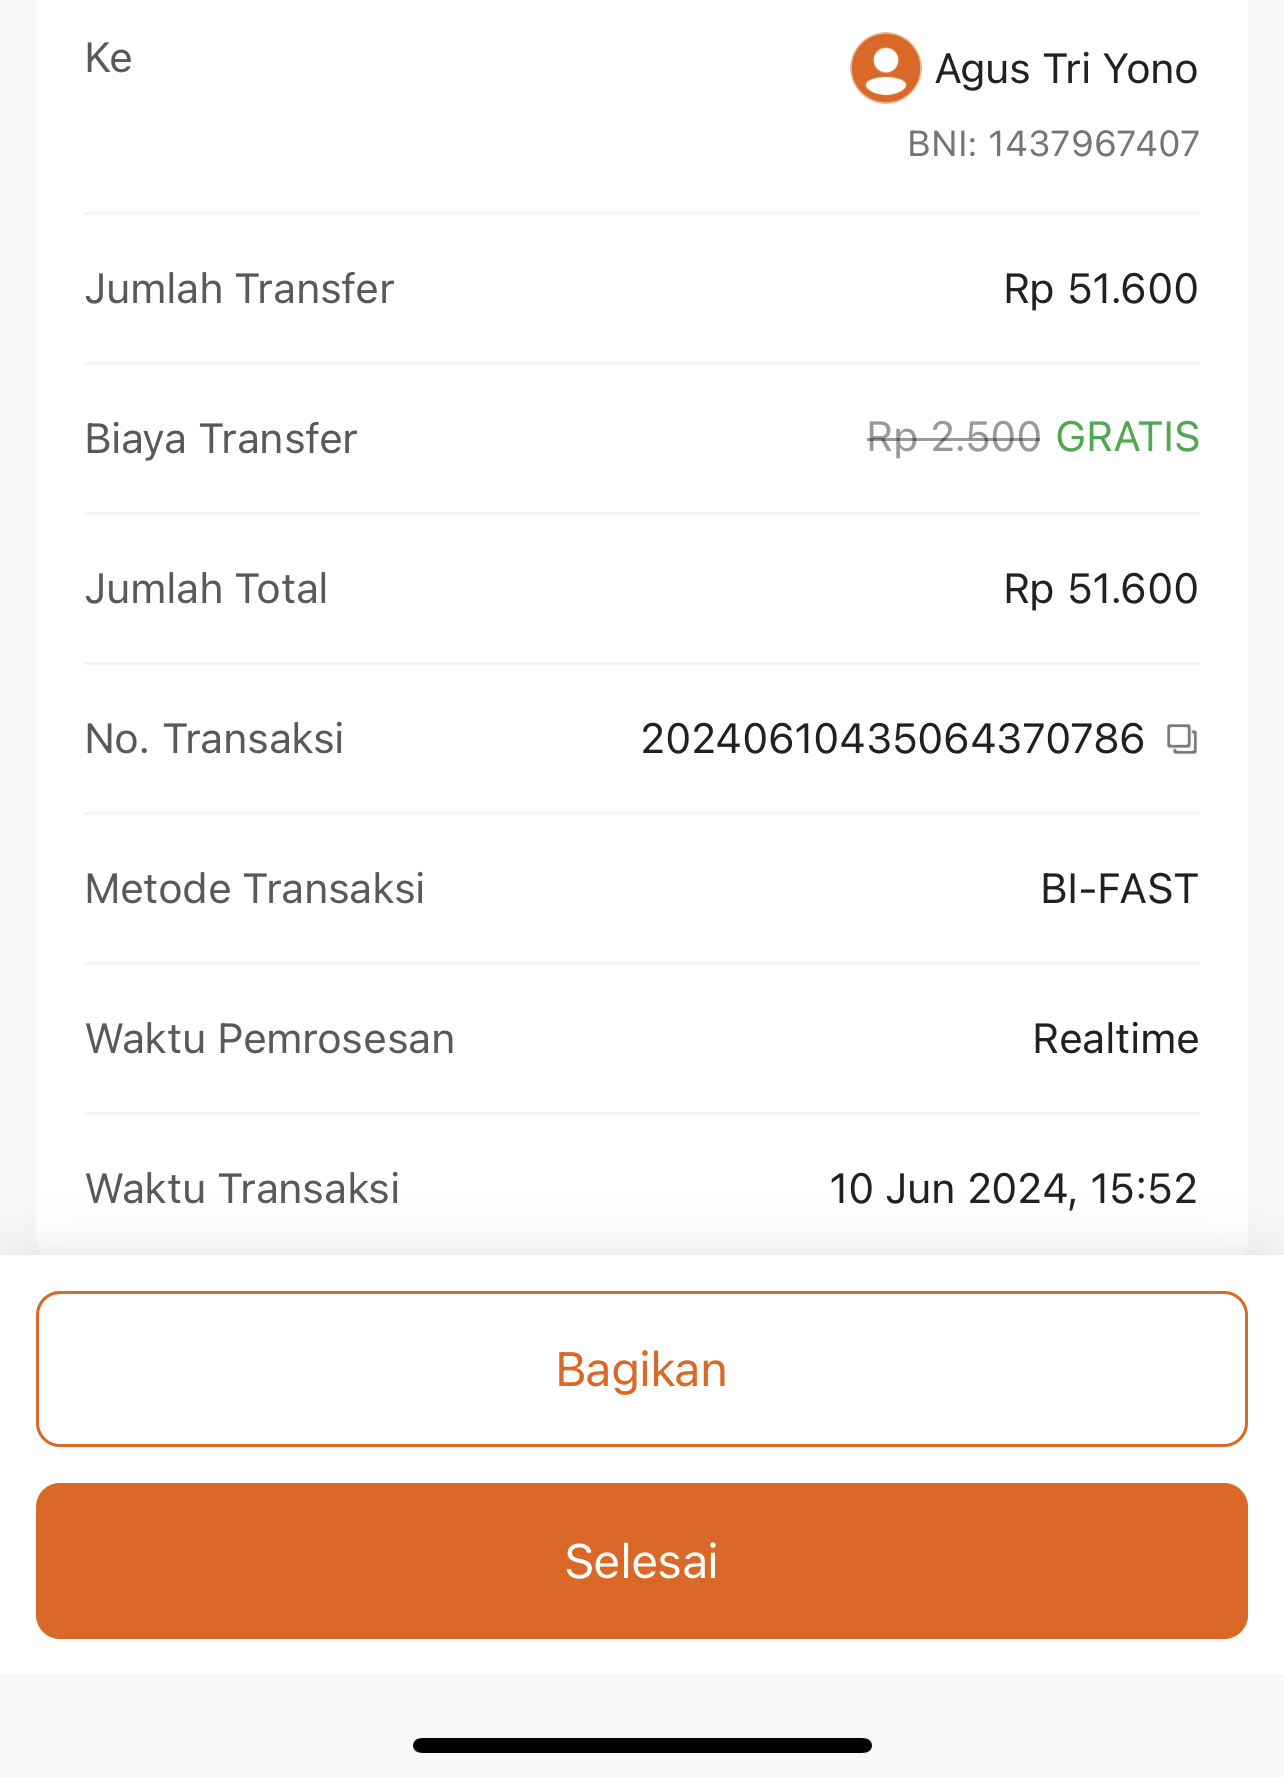 Ke
Agus Tri Yono
BNI: 1437967407
Jumlah Transfer
Rp 51.600
Biaya Transfer
Rp 2.500 GRATIS
Jumlah Total
Rp 51.600
No. Transaksi
20240610435064370786
Metode Transaksi
BI-FAST
Waktu Pemrosesan
Realtime
Waktu Transaksi
10 Jun 2024, 15:52
Bagikan
Selesai